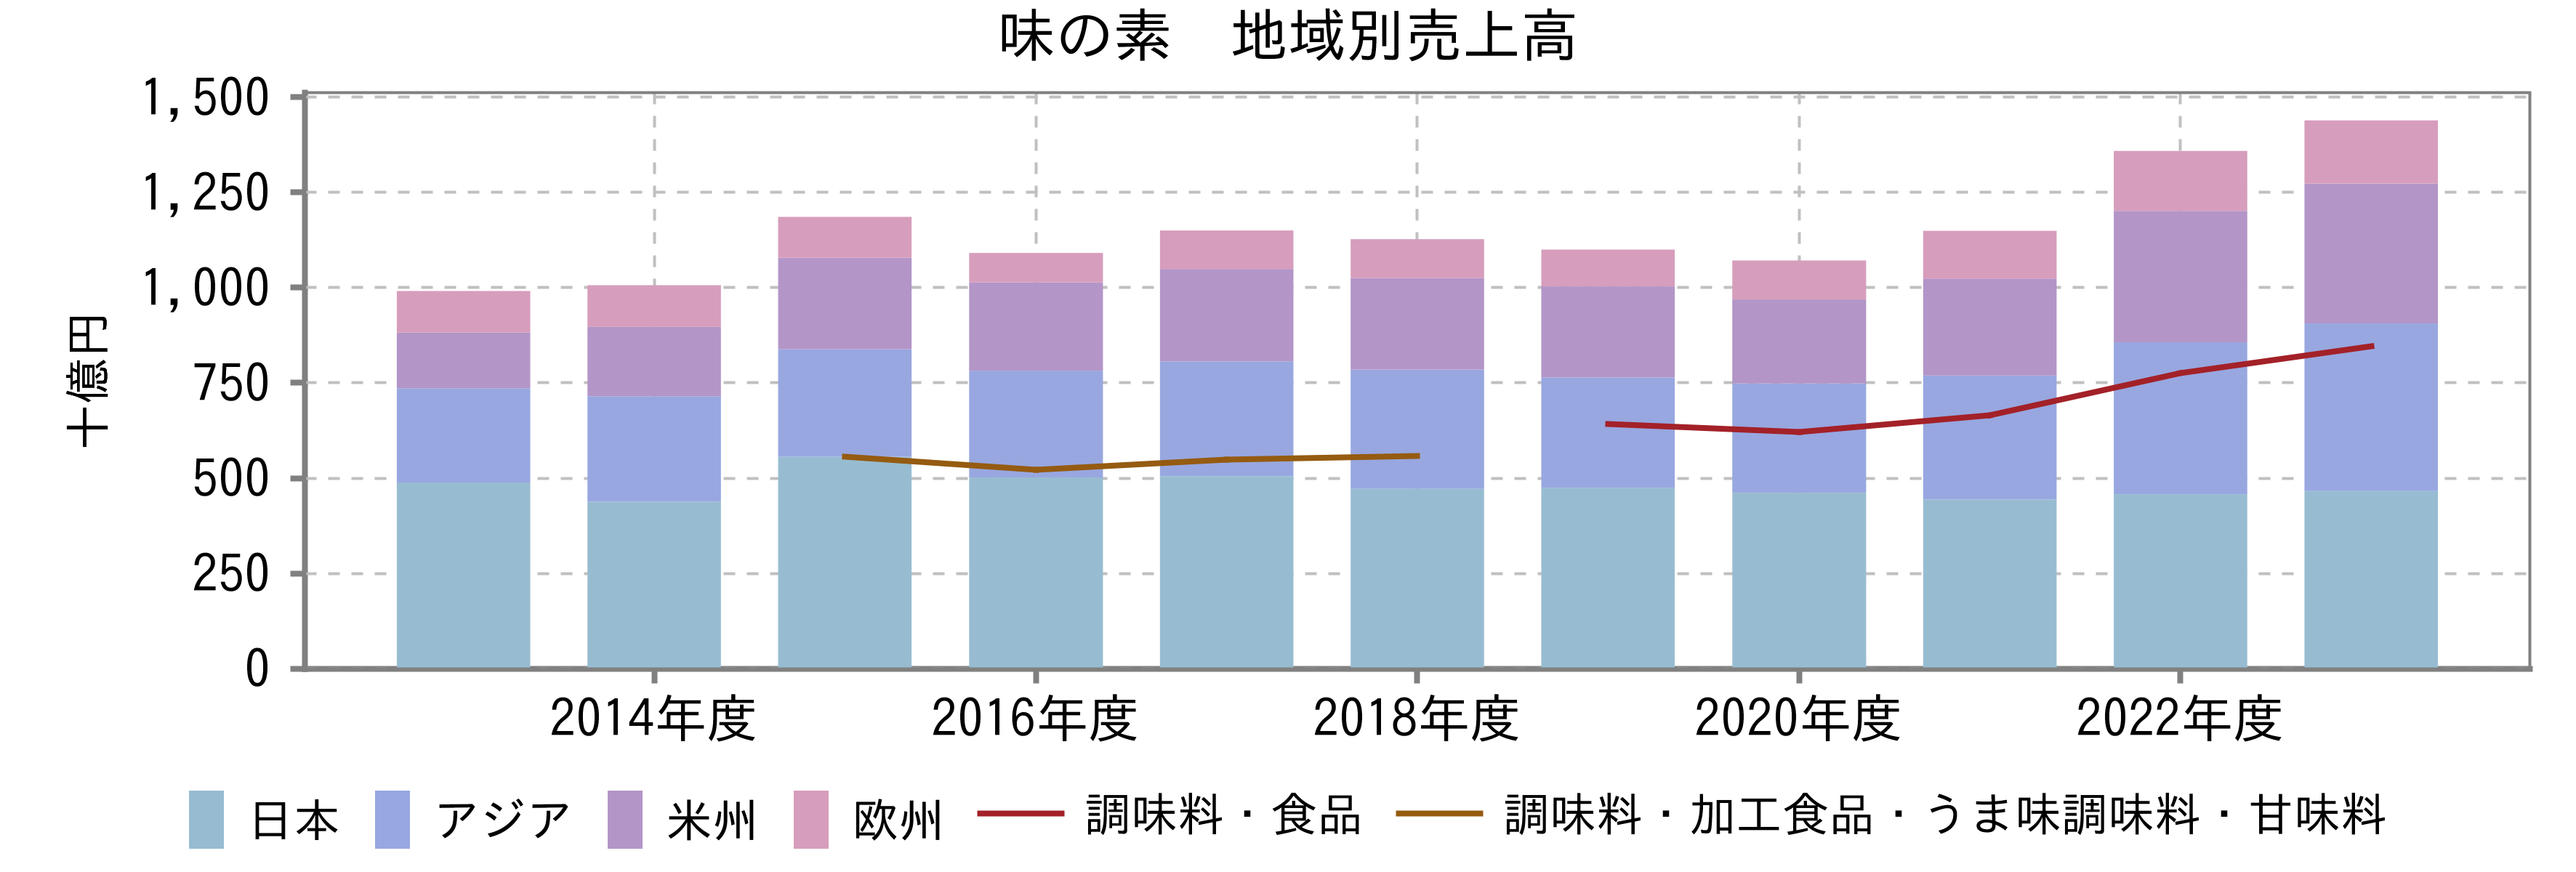 味の素　地域別売上高
1,500
1,250
1,000
750
500
250
0
十億円
2014年度 2016年度 2018年度 2020年度 2022年度
日本 アジア 米州 欧州 調味料・食品 調味料・加工食品・うま味調味料・甘味料